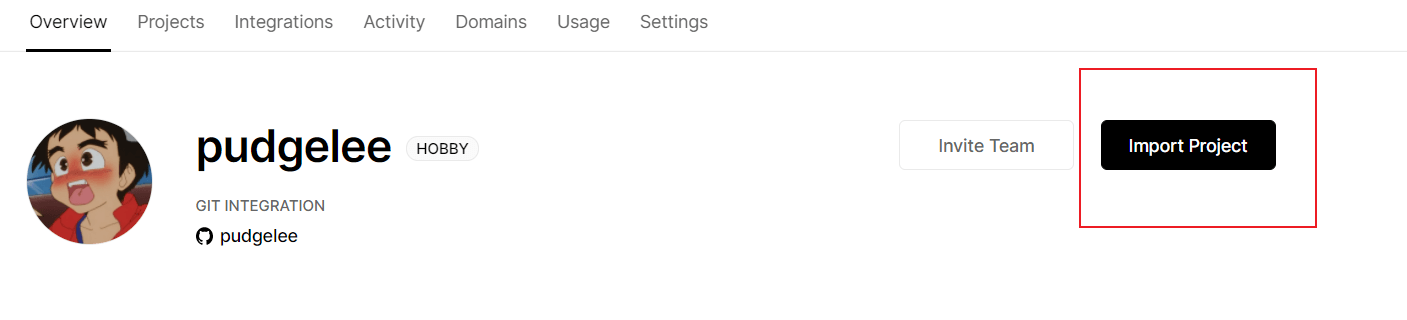 Overview Projects Integrations Activity Domains Usage Settings
pudgelee HOBBY
Invite Team Import Project
GIT INTEGRATION
pudgelee